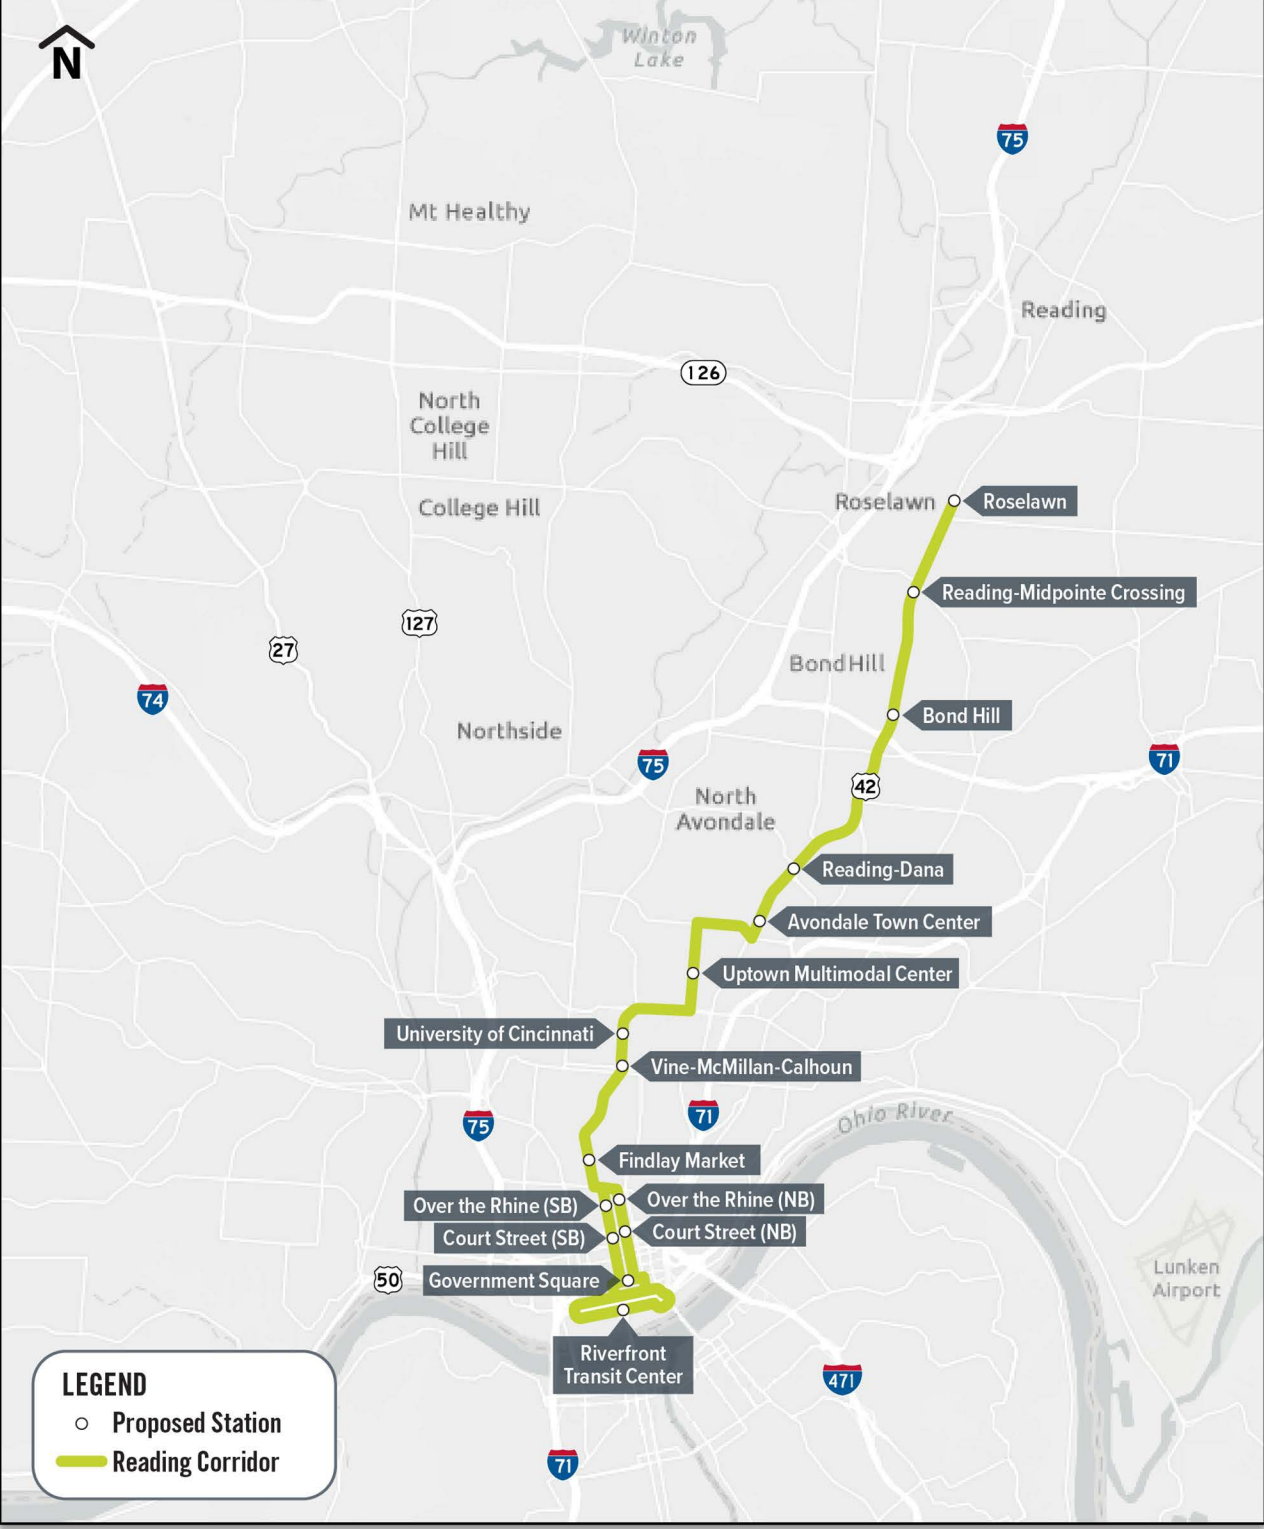 N
Winton
Lake
75
Mt Healthy
Reading
126
North
College
Hill
College Hill
Roselawn
Roselawn
Reading-Midpointe Crossing
127
27
Bond Hill
74
Bond Hill
Northside
75
71
42
North
Avondale
Reading-Dana
Avondale Town Center
Uptown Multimodal Center
University of Cincinnati
Vine-McMillan-Calhoun
75
71
Ohio River
Findlay Market
Over the Rhine (SB)
Over the Rhine (NB)
Court Street (SB)
Court Street (NB)
50
Government Square
Lunken
Airport
Riverfront
Transit Center
471
LEGEND
Proposed Station
Reading Corridor
71